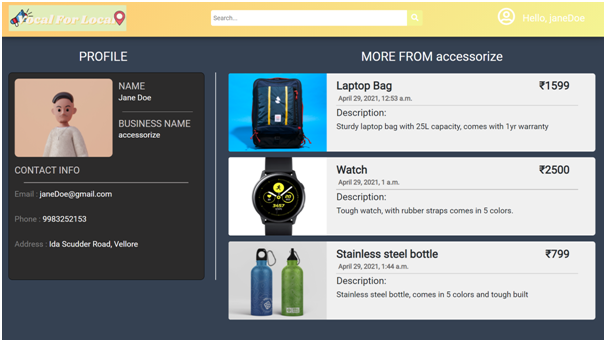 Vocal For Local
Search...
Hello, janeDoe
PROFILE
NAME
Jane Doe
BUSINESS NAME
accessorize
CONTACT INFO
Email : janeDoe@gmail.com
Phone : 9983252153
Address : Ida Scudder Road, Vellore
MORE FROM accessorize
Laptop Bag ₹1599
April 29, 2021, 12:53 a.m.
Description:
Sturdy laptop bag with 25L capacity, comes with 1yr warranty
Watch ₹2500
April 29, 2021, 1 a.m.
Description:
Tough watch, with rubber straps comes in 5 colors.
Stainless steel bottle ₹799
April 29, 2021, 1:44 a.m.
Description:
Stainless steel bottle, comes in 5 colors and tough built